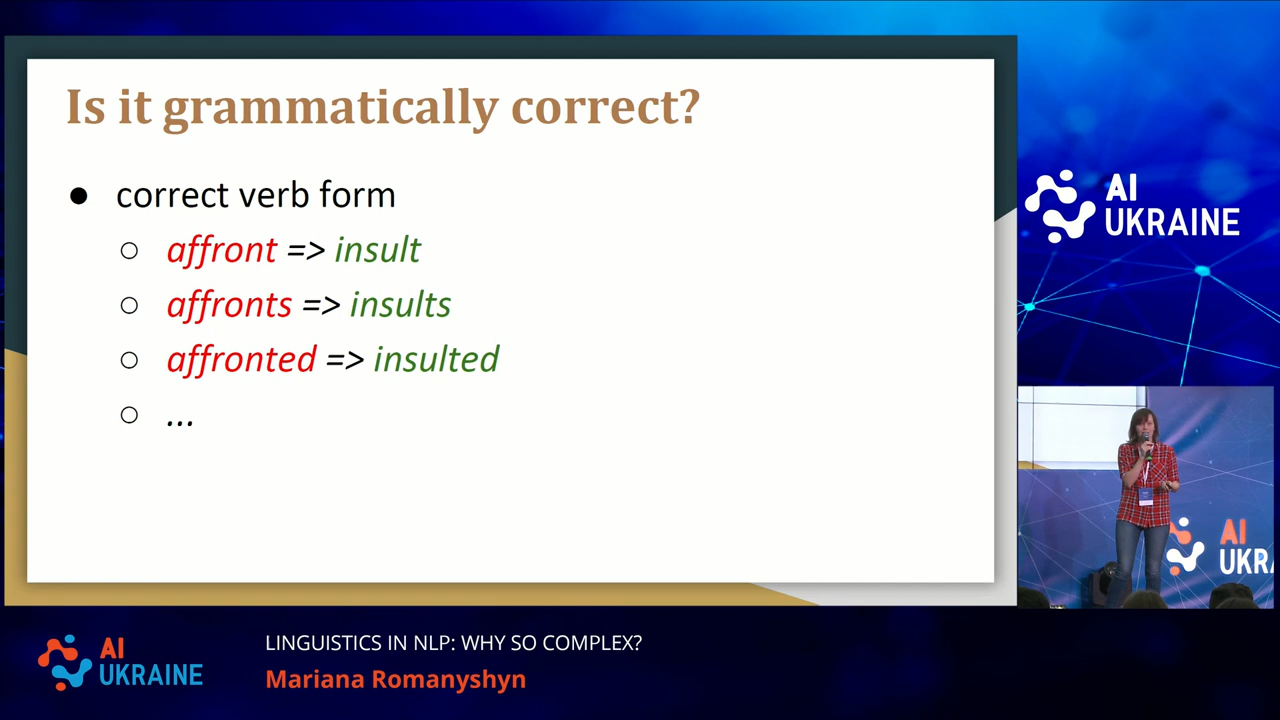 Is it grammatically correct?
● correct verb form
○ affront => insult
○ affronts => insults
○ affronted => insulted
○ ...
AI
UKRAINE
AI
UKR
AI
UKRAINE
LINGUISTICS IN NLP: WHY SO COMPLEX?
Mariana Romanyshyn